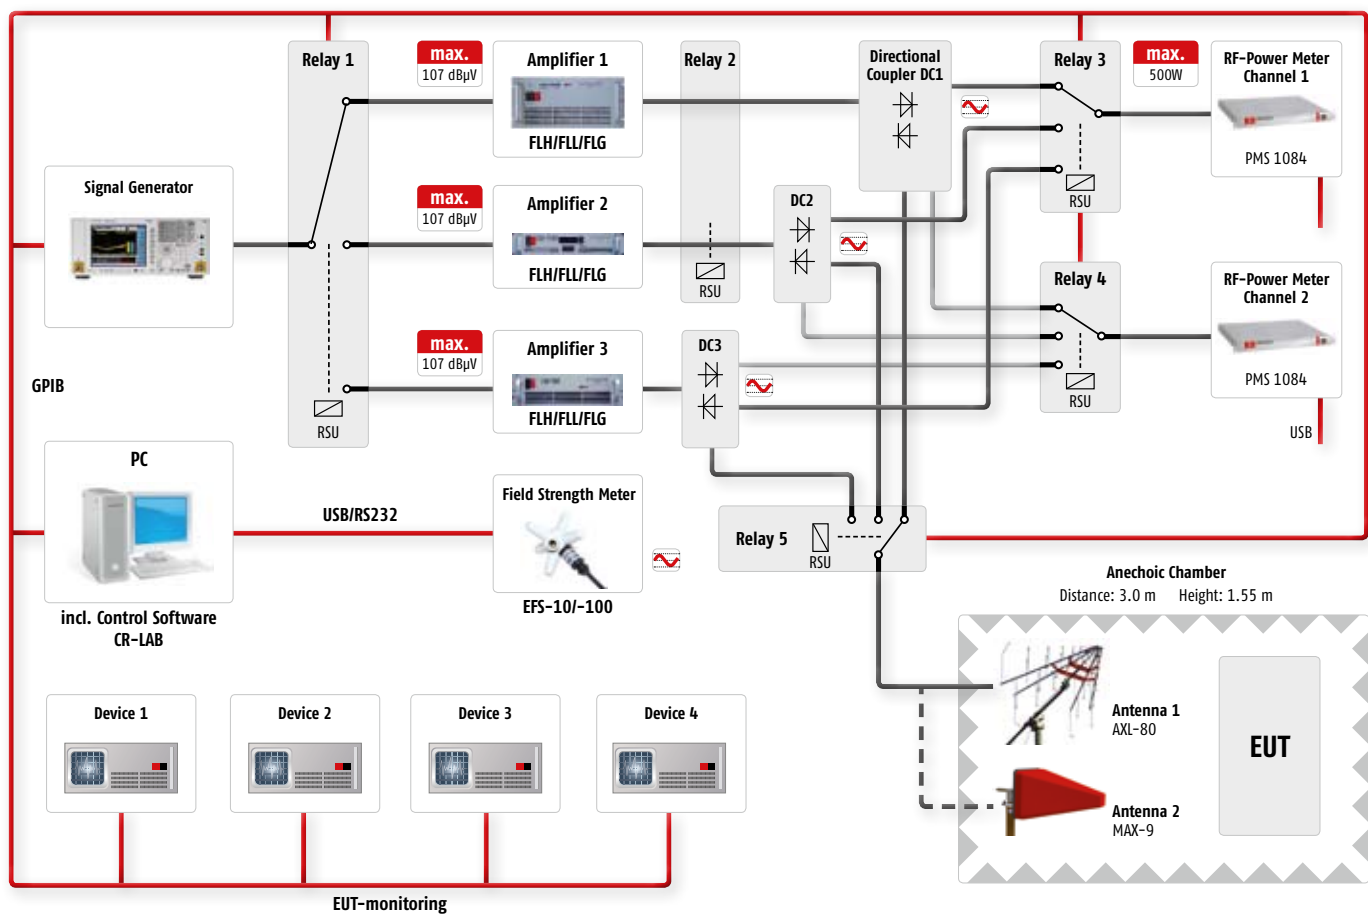 Relay 1
max.
107 dBµV
Amplifier 1
FLH/FLL/FLG
Relay 2
Directional
Coupler DC1
Relay 3
RSU
max.
500W
RF-Power Meter
Channel 1
PMS 1084
Signal Generator
max.
107 dBµV
Amplifier 2
FLH/FLL/FLG
RSU
DC2
Relay 4
RSU
RF-Power Meter
Channel 2
PMS 1084
USB
GPIB
RSU
max.
107 dBµV
Amplifier 3
FLH/FLL/FLG
DC3
PC
incl. Control Software
CR-LAB
USB/RS232
Field Strength Meter
EFS-10/-100
Relay 5
RSU
Anechoic Chamber
Distance: 3.0 m Height: 1.55 m
Antenna 1
AXL-80
Antenna 2
MAX-9
EUT
Device 1
Device 2
Device 3
Device 4
EUT-monitoring